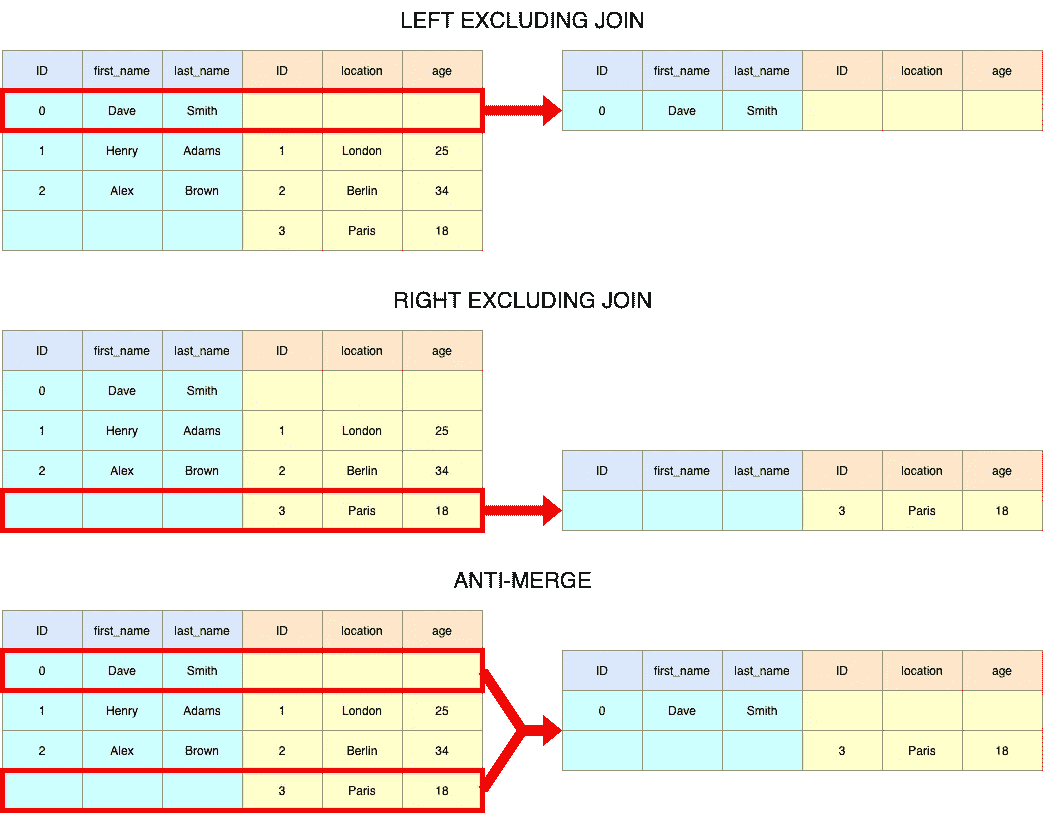 LEFT EXCLUDING JOIN
ID first_name last_name ID location age ID first_name last_name ID location age
0 Dave Smith 0 Dave Smith
1 Henry Adams 1 London 25
2 Alex Brown 2 Berlin 34
3 Paris 18
RIGHT EXCLUDING JOIN
ID first_name last_name ID location age
0 Dave Smith
1 Henry Adams 1 London 25
2 Alex Brown 2 Berlin 34 ID first_name last_name ID location age
3 Paris 18 3 Paris 18
ANTI-MERGE
ID first_name last_name ID location age
0 Dave Smith ID first_name last_name ID location age
1 Henry Adams 1 London 25 0 Dave Smith
2 Alex Brown 2 Berlin 34 3 Paris 18
3 Paris 18